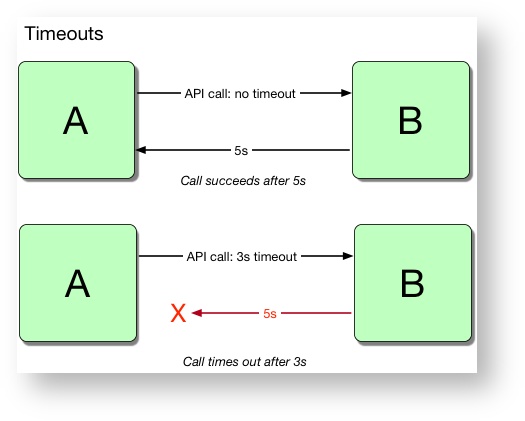 Timeouts
A
API call: no timeout
B
5s
Call succeeds after 5s
A
API call: 3s timeout
B
X
5s
Call times out after 3s